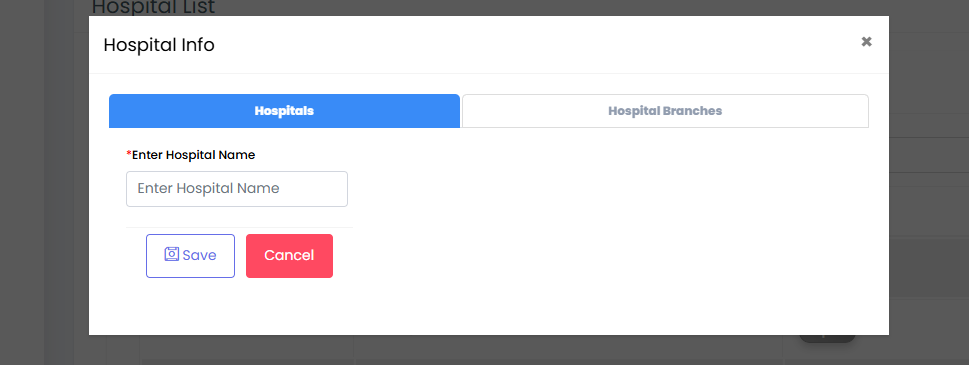 Hospital List
Hospital Info
×
Hospitals
Hospital Branches
*Enter Hospital Name
Enter Hospital Name
Save
Cancel